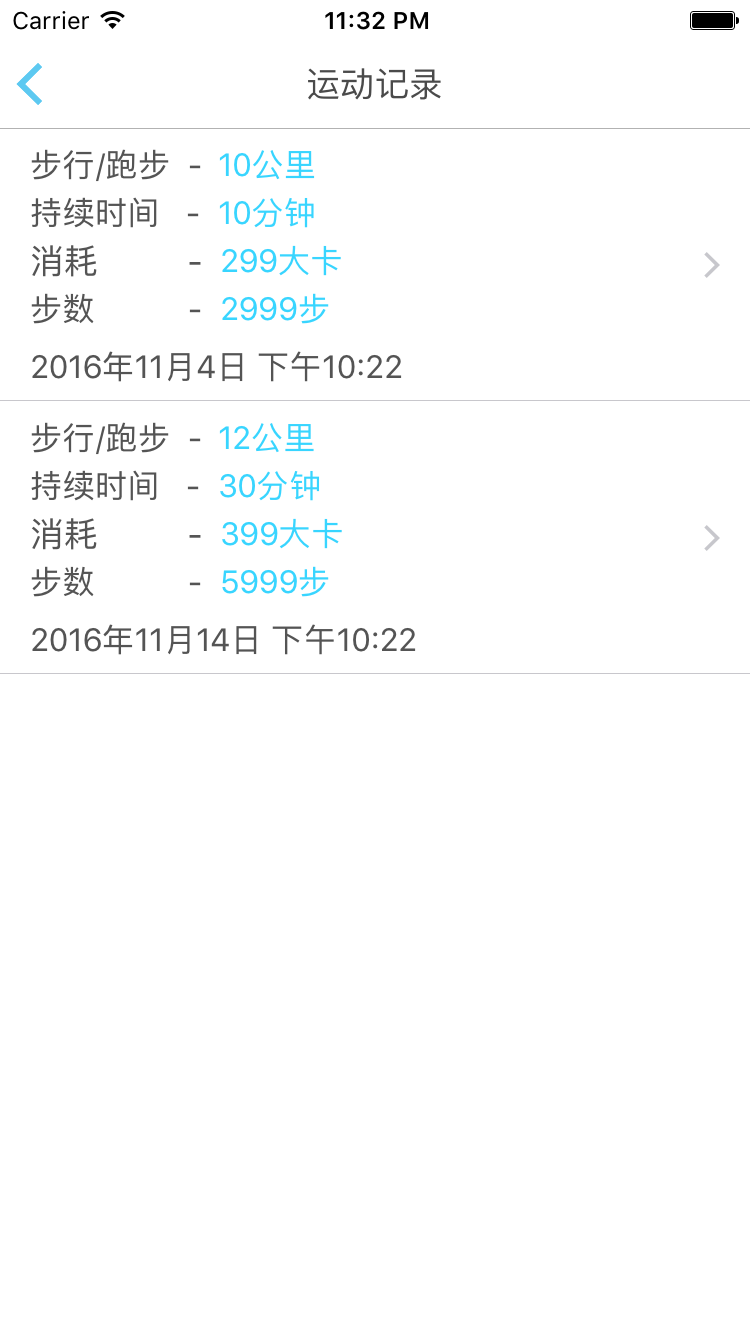 Carrier 11:32 PM
运动记录
步行/跑步 - 10公里
持续时间 - 10分钟
消耗 - 299大卡
步数 - 2999步
2016年11月4日 下午10:22
步行/跑步 - 12公里
持续时间 - 30分钟
消耗 - 399大卡
步数 - 5999步
2016年11月14日 下午10:22